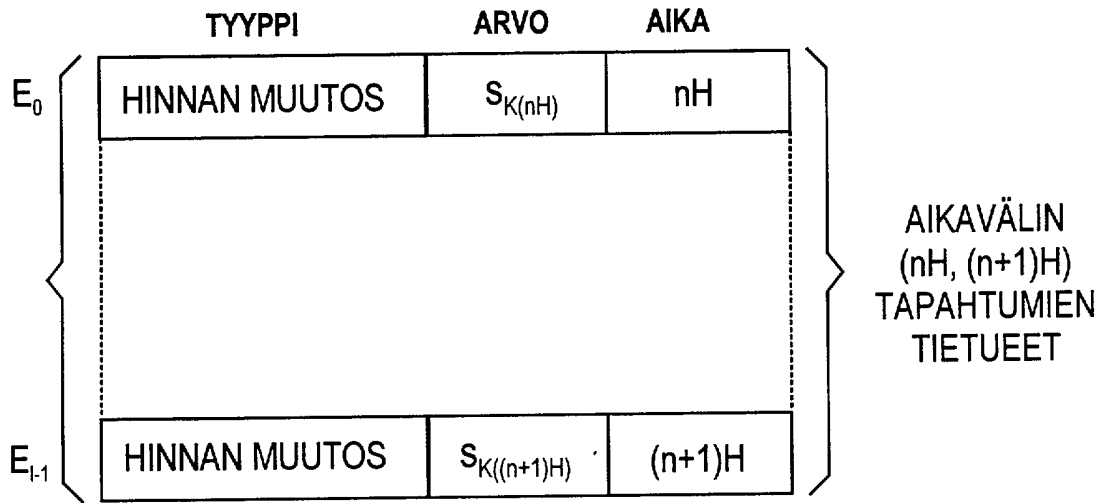 TYYPPI ARVO AIKA
E0 HINNAN MUUTOS SK(nH) nH
AIKAVÄLIN
(nH, (n+1)H)
TAPAHTUMIEN
TIETUEET
EI-1 HINNAN MUUTOS SK((n+1)H) (n+1)H